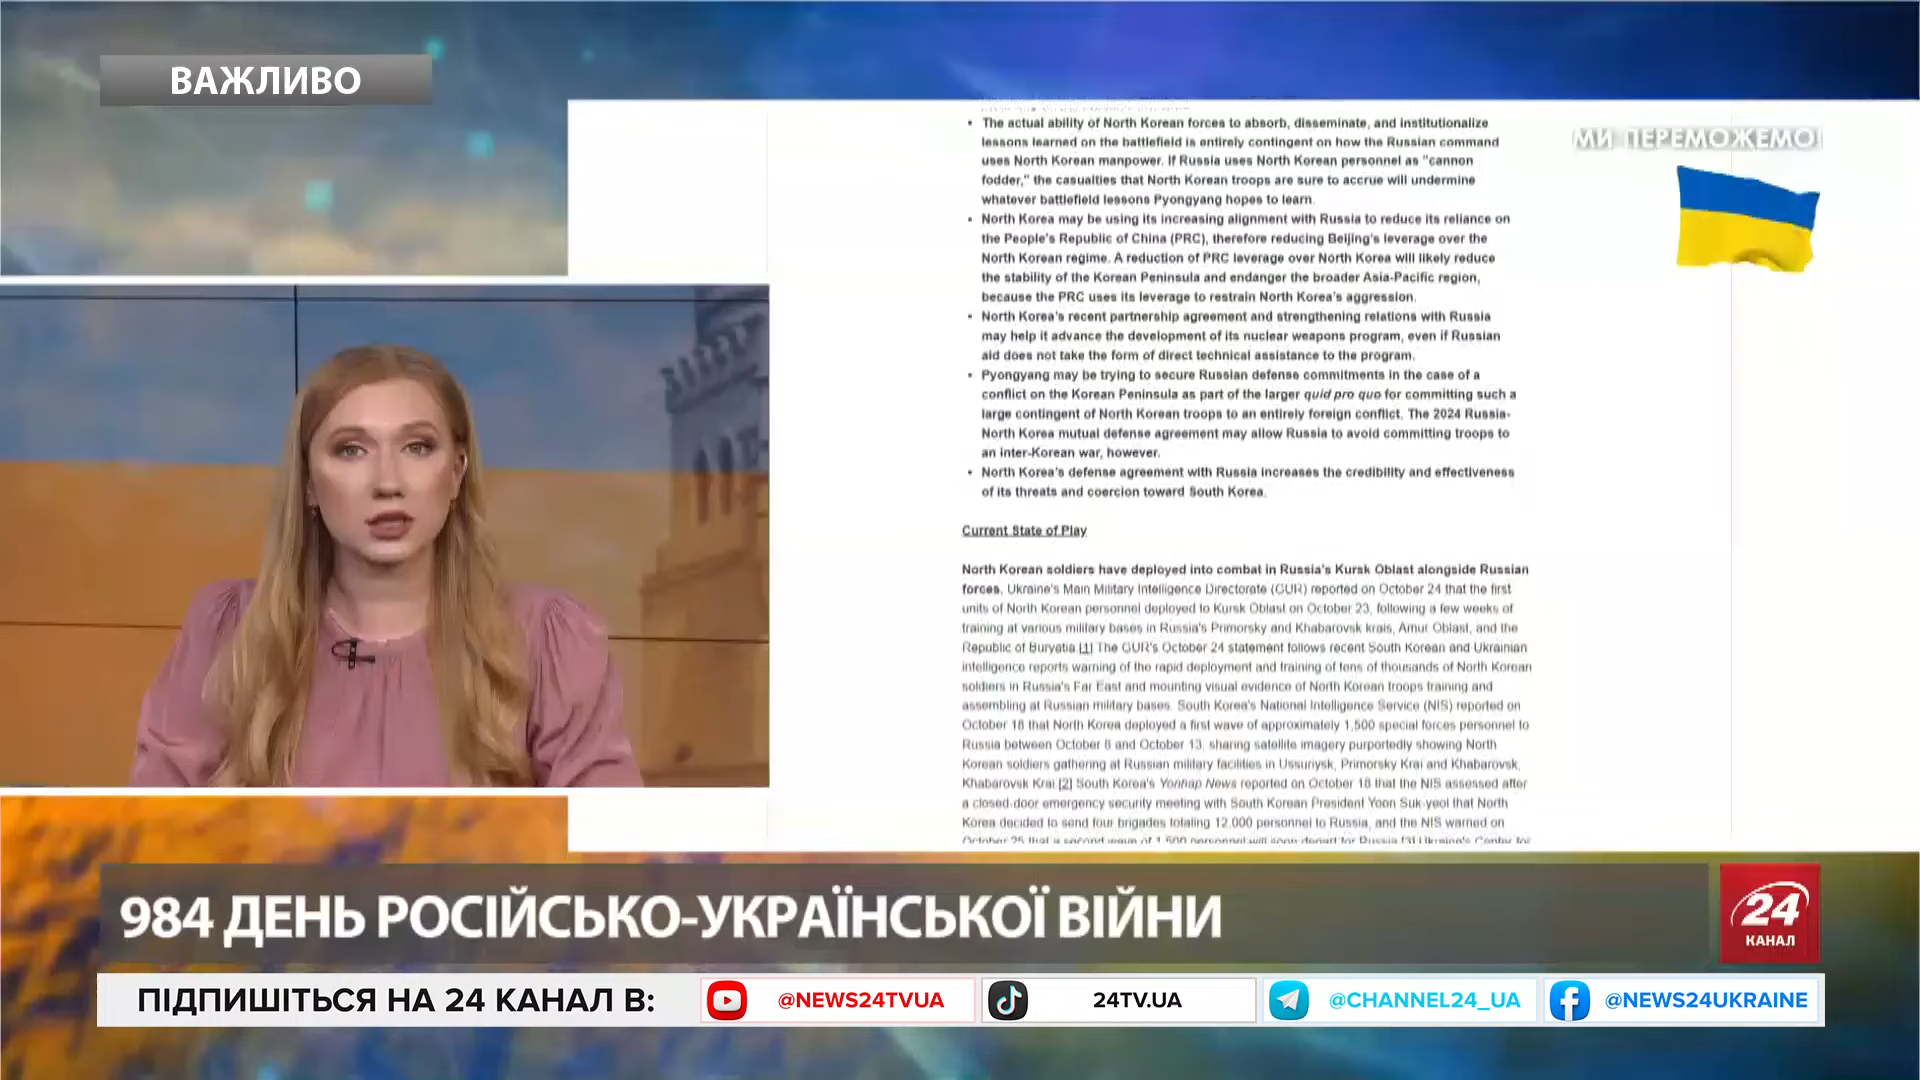 ВАЖЛИВО
МИ ПЕРЕМОЖЕМО!
• The actual ability of North Korean forces to absorb, disseminate, and institutionalize
lessons learned on the battlefield is entirely contingent on how the Russian command
uses North Korean manpower. If Russia uses North Korean personnel as "cannon
fodder," the casualties that North Korean troops are sure to accrue will undermine
whatever battlefield lessons Pyongyang hopes to learn.
• North Korea may be using its increasing alignment with Russia to reduce its reliance on
the People's Republic of China (PRC), therefore reducing Beijing's leverage over the
North Korean regime. A reduction of PRC leverage over North Korea will likely reduce
the stability of the Korean Peninsula and endanger the broader Asia-Pacific region,
because the PRC uses its leverage to restrain North Korea's aggression.
• North Korea's recent partnership agreement and strengthening relations with Russia
may help it advance the development of its nuclear weapons program, even if Russian
aid does not take the form of direct technical assistance to the program.
• Pyongyang may be trying to secure Russian defense commitments in the case of a
conflict on the Korean Peninsula as part of the larger quid pro quo for committing such a
large contingent of North Korean troops to an entirely foreign conflict. The 2024 Russia-
North Korea mutual defense agreement may allow Russia to avoid committing troops to
an inter-Korean war, however.
• North Korea's defense agreement with Russia increases the credibility and effectiveness
of its threats and coercion toward South Korea.
Current State of Play
North Korean soldiers have deployed into combat in Russia's Kursk Oblast alongside Russian
forces. Ukraine's Main Military Intelligence Directorate (GUR) reported on October 24 that the first
units of North Korean personnel deployed to Kursk Oblast on October 23, following a few weeks of
training at various military bases in Russia's Primorsky and Khabarovsk krais, Amur Oblast, and the
Republic of Buryatia.[1] The GUR's October 24 statement follows recent South Korean and Ukrainian
intelligence reports warning of the rapid deployment and training of tens of thousands of North Korean
soldiers in Russia's Far East and mounting visual evidence of North Korean troops training and
assembling at Russian military bases. South Korea's National Intelligence Service (NIS) reported on
October 18 that North Korea deployed a first wave of approximately 1,500 special forces personnel to
Russia between October 8 and October 13, sharing satellite imagery purportedly showing North
Korean soldiers gathering at Russian military facilities in Ussuriysk, Primorsky Krai and Khabarovsk,
Khabarovsk Krai.[2] South Korea's Yonhap News reported on October 18 that the NIS assessed after
a closed-door emergency security meeting with South Korean President Yoon Suk-yeol that North
Korea decided to send four brigades totaling 12,000 personnel to Russia, and the NIS warned on
October 25 that a second wave of 1,500 personnel will soon depart for Russia.[3] Ukraine's Center for
984 ДЕНЬ РОСІЙСЬКО-УКРАЇНСЬКОЇ ВІЙНИ
24
КАНАЛ
ПІДПИШІТЬСЯ НА 24 КАНАЛ В: @NEWS24TVUA 24TV.UA @CHANNEL24_UA @NEWS24UKRAINE